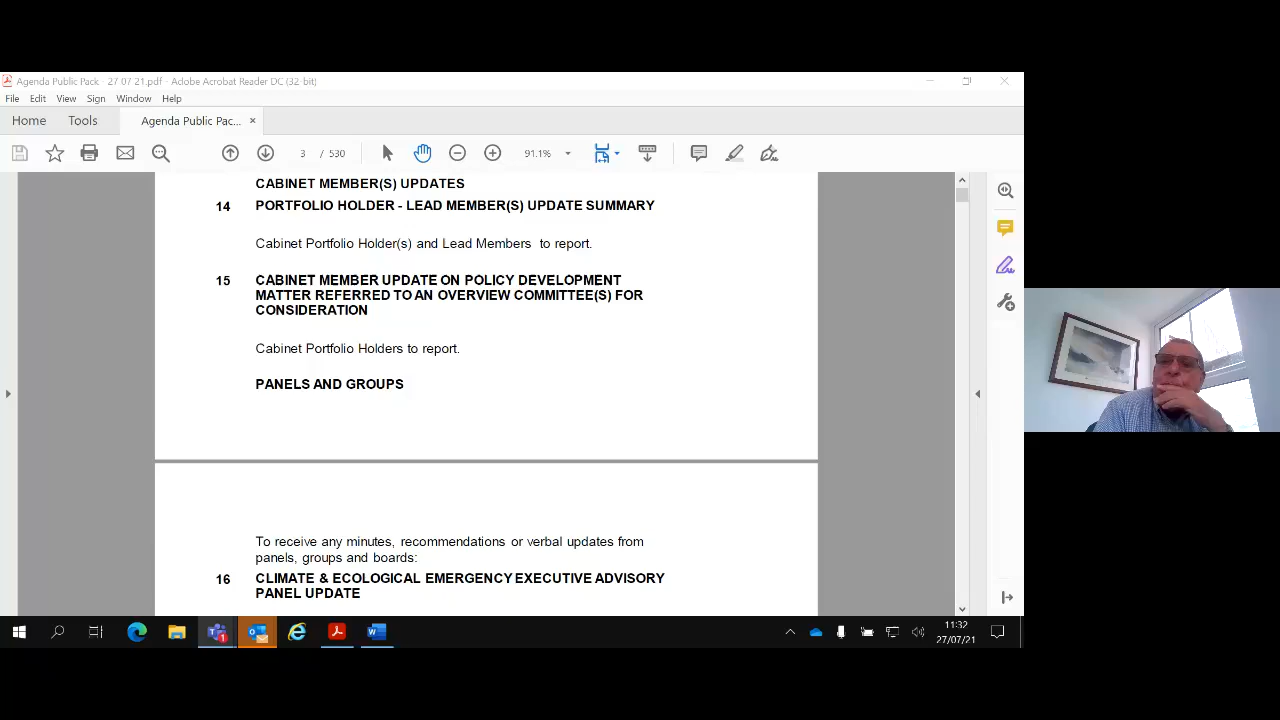 Agenda Public Pack - 27 07 21.pdf - Adobe Acrobat Reader DC (32-bit)
File Edit View Sign Window Help
Home Tools Agenda Public Pac... ×
3 / 530 91.1%
CABINET MEMBER(S) UPDATES
14 PORTFOLIO HOLDER - LEAD MEMBER(S) UPDATE SUMMARY
Cabinet Portfolio Holder(s) and Lead Members to report.
15 CABINET MEMBER UPDATE ON POLICY DEVELOPMENT
MATTER REFERRED TO AN OVERVIEW COMMITTEE(S) FOR
CONSIDERATION
Cabinet Portfolio Holders to report.
PANELS AND GROUPS
To receive any minutes, recommendations or verbal updates from
panels, groups and boards:
16 CLIMATE & ECOLOGICAL EMERGENCY EXECUTIVE ADVISORY
PANEL UPDATE
11:32
27/07/21